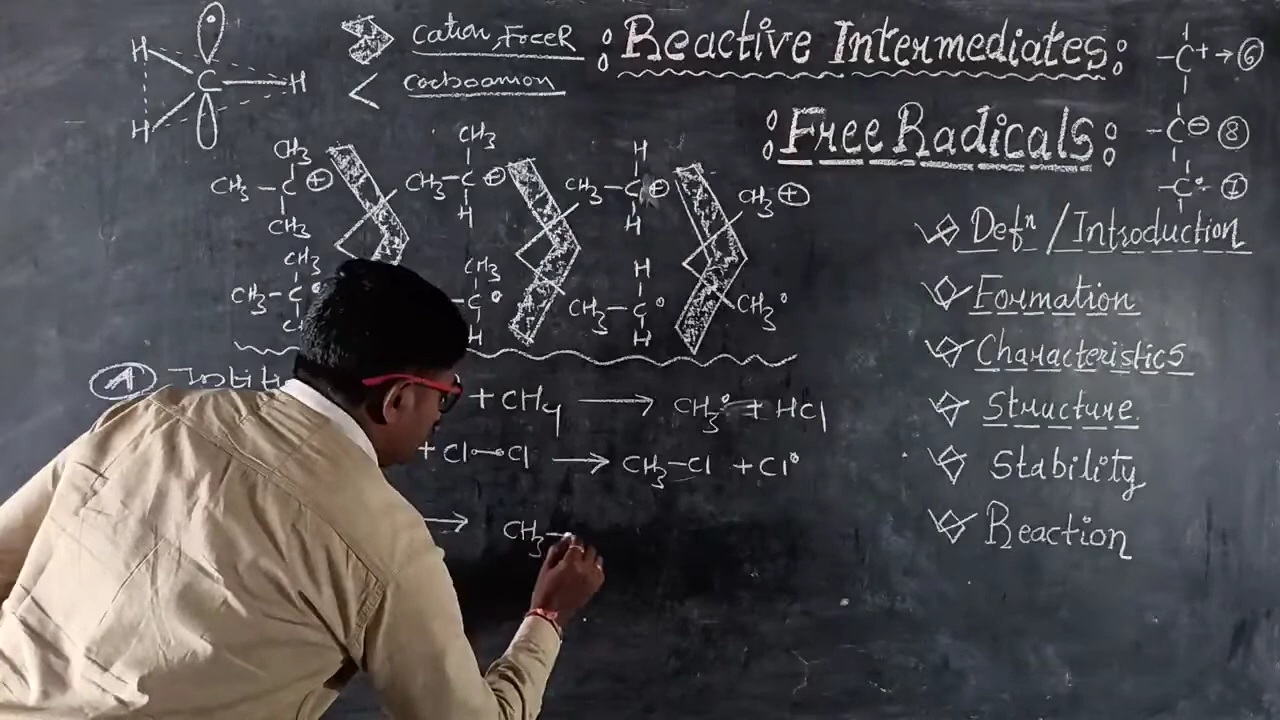 Cation, FreeR : Reactive Intermediates:
Carboanion
: Free Radicals:
H C H
H
-C+ → 6
-C⊖ 8
-C• 7
CH3 CH3 H
CH3-C⊕ > CH3-C⊕ > CH3-C⊕ > CH3⊕
CH3 H H
CH3 CH3 H
CH3-C• -C• CH3-C• CH3•
H H
Defn / Introduction
Formation
Characteristics
Structure.
Stability
Reaction
A
+ CH4 → CH3• + HCl
+ Cl-Cl → CH3-Cl + Cl•
→ CH3-